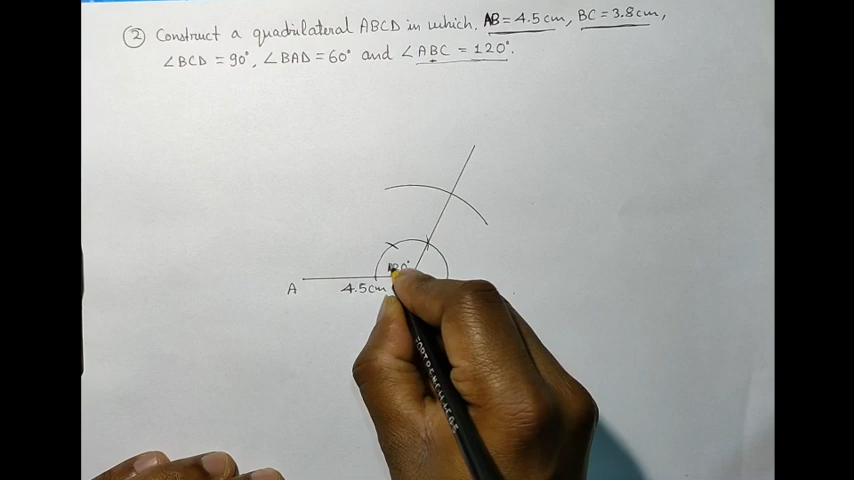 ② Construct a quadrilateral ABCD in which, AB = 4.5 cm, BC = 3.8 cm,
∠BCD = 90°, ∠BAD = 60° and ∠ABC = 120°.
120°
A 4.5cm